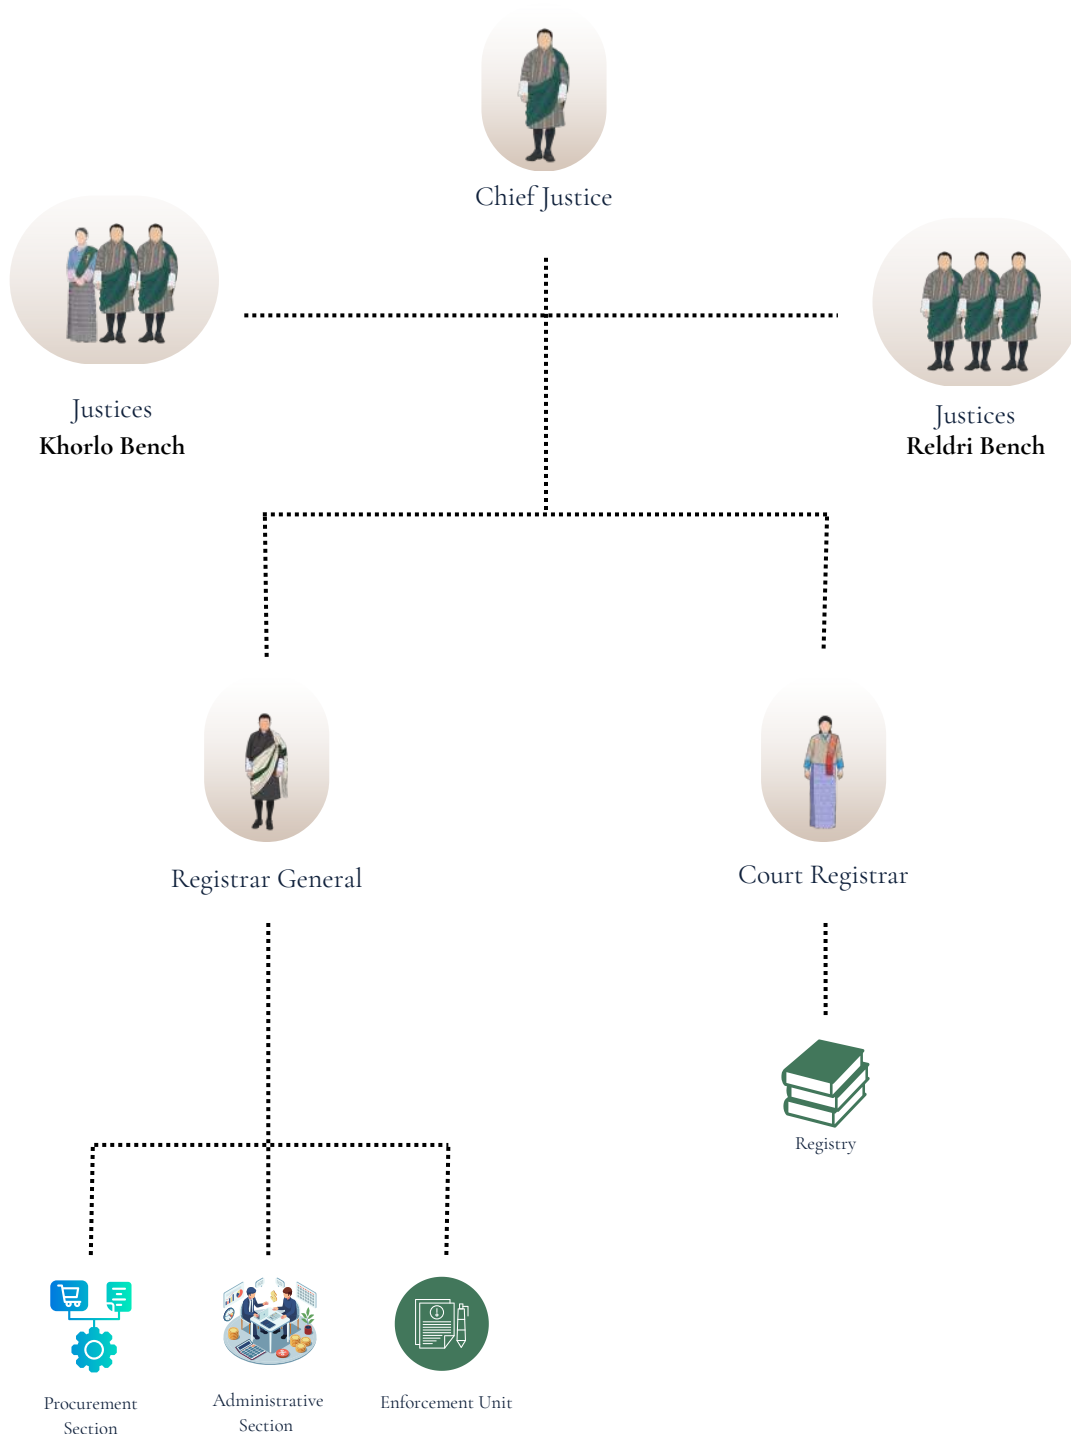 Chief Justice
Justices
Khorlo Bench
Justices
Reldri Bench
Registrar General
Court Registrar
Registry
Procurement
Section
Administrative
Section
Enforcement Unit